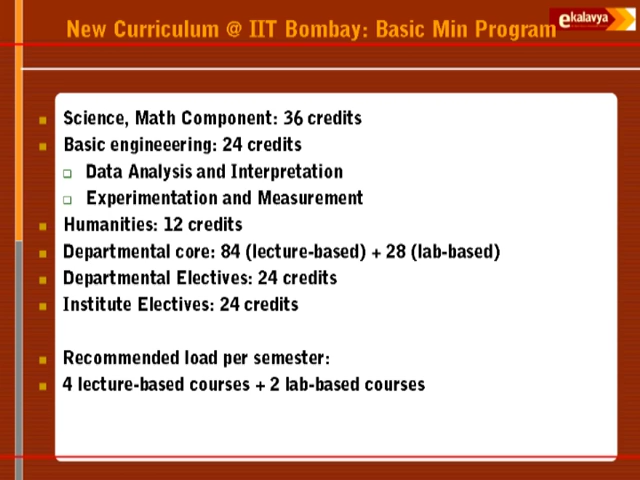 New Curriculum @ IIT Bombay: Basic Min Program
ekalavya
Science, Math Component: 36 credits
Basic engineeering: 24 credits
Data Analysis and Interpretation
Experimentation and Measurement
Humanities: 12 credits
Departmental core: 84 (lecture-based) + 28 (lab-based)
Departmental Electives: 24 credits
Institute Electives: 24 credits
Recommended load per semester:
4 lecture-based courses + 2 lab-based courses